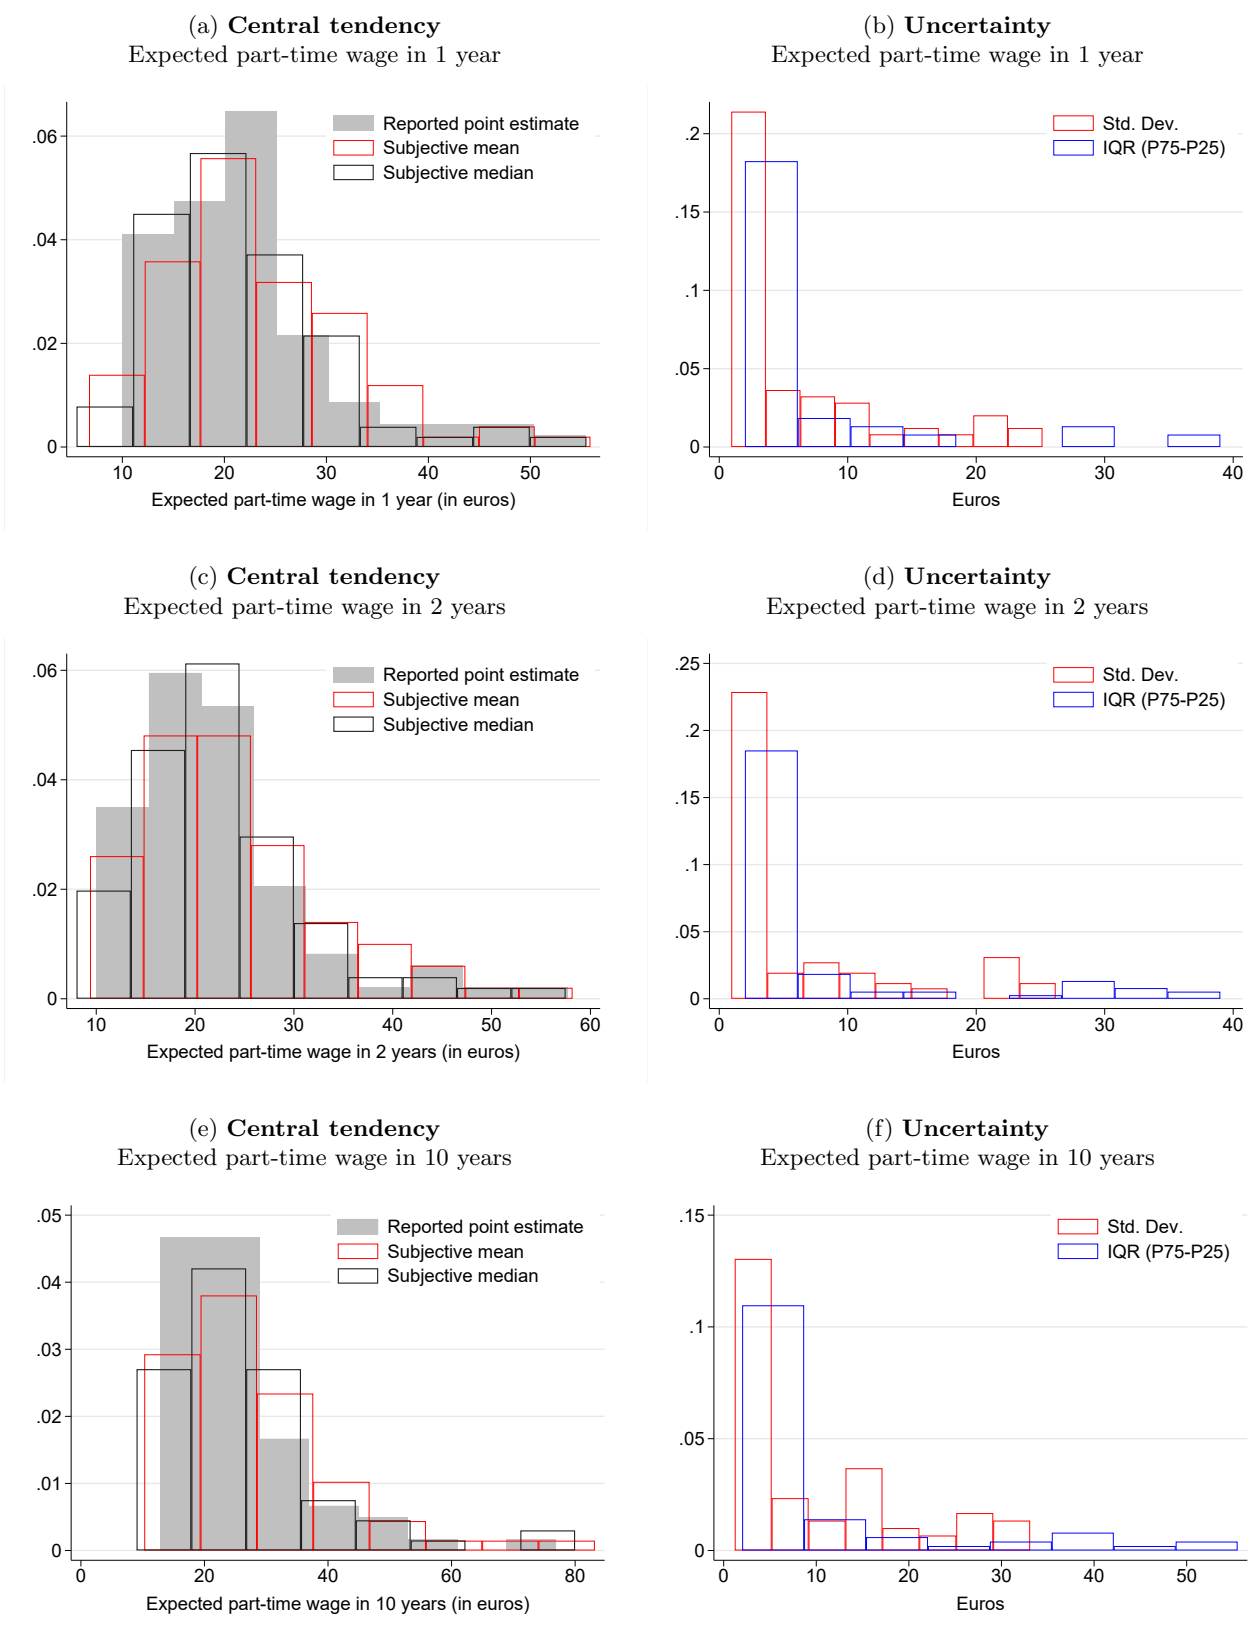 (a) Central tendency
Expected part-time wage in 1 year
.06
.04
.02
0
10 20 30 40 50
Expected part-time wage in 1 year (in euros)
Reported point estimate
Subjective mean
Subjective median
(b) Uncertainty
Expected part-time wage in 1 year
.2
.15
.1
.05
0
0 10 20 30 40
Euros
Std. Dev.
IQR (P75-P25)
(c) Central tendency
Expected part-time wage in 2 years
.06
.04
.02
0
10 20 30 40 50 60
Expected part-time wage in 2 years (in euros)
Reported point estimate
Subjective mean
Subjective median
(d) Uncertainty
Expected part-time wage in 2 years
.25
.2
.15
.1
.05
0
0 10 20 30 40
Euros
Std. Dev.
IQR (P75-P25)
(e) Central tendency
Expected part-time wage in 10 years
.05
.04
.03
.02
.01
0
0 20 40 60 80
Expected part-time wage in 10 years (in euros)
Reported point estimate
Subjective mean
Subjective median
(f) Uncertainty
Expected part-time wage in 10 years
.15
.1
.05
0
0 10 20 30 40 50
Euros
Std. Dev.
IQR (P75-P25)